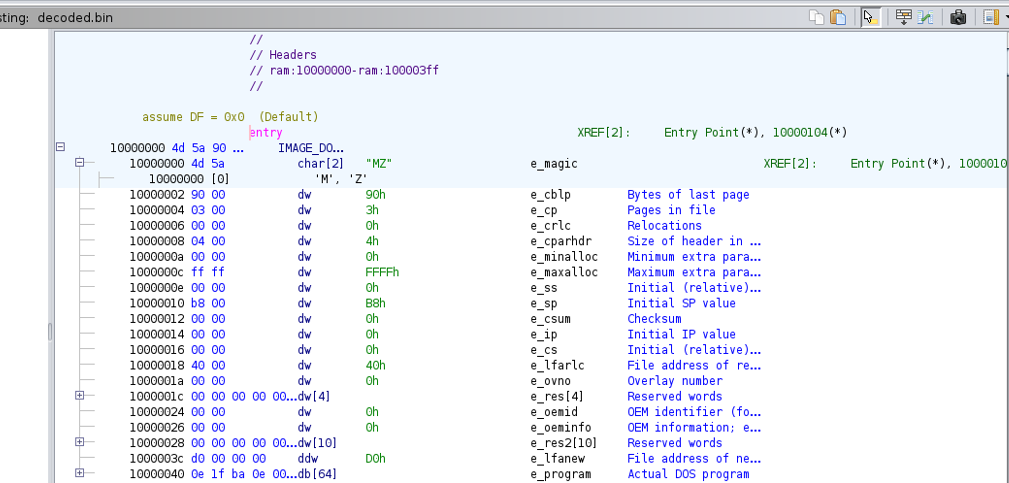 sting: decoded.bin
//
// Headers
// ram:10000000-ram:100003ff
//
assume DF = 0x0 (Default)
entry XREF[2]: Entry Point(*), 10000104(*)
10000000 4d 5a 90 ... IMAGE_DO...
10000000 4d 5a char[2] "MZ" e_magic XREF[2]: Entry Point(*), 1000010
10000000 [0] 'M', 'Z'
10000002 90 00 dw 90h e_cblp Bytes of last page
10000004 03 00 dw 3h e_cp Pages in file
10000006 00 00 dw 0h e_crlc Relocations
10000008 04 00 dw 4h e_cparhdr Size of header in ...
1000000a 00 00 dw 0h e_minalloc Minimum extra para...
1000000c ff ff dw FFFFh e_maxalloc Maximum extra para...
1000000e 00 00 dw 0h e_ss Initial (relative)...
10000010 b8 00 dw B8h e_sp Initial SP value
10000012 00 00 dw 0h e_csum Checksum
10000014 00 00 dw 0h e_ip Initial IP value
10000016 00 00 dw 0h e_cs Initial (relative)...
10000018 40 00 dw 40h e_lfarlc File address of re...
1000001a 00 00 dw 0h e_ovno Overlay number
1000001c 00 00 00 00 00...dw[4] e_res[4] Reserved words
10000024 00 00 dw 0h e_oemid OEM identifier (fo...
10000026 00 00 dw 0h e_oeminfo OEM information; e...
10000028 00 00 00 00 00...dw[10] e_res2[10] Reserved words
1000003c d0 00 00 00 ddw D0h e_lfanew File address of ne...
10000040 0e 1f ba 0e 00...db[64] e_program Actual DOS program